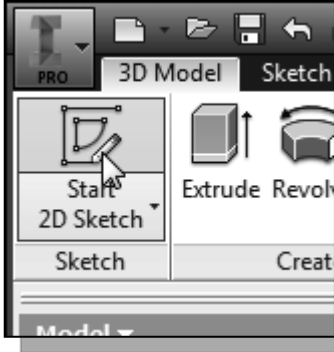 PRO
3D Model Sketch
Start
2D Sketch
Extrude
Sketch
Model